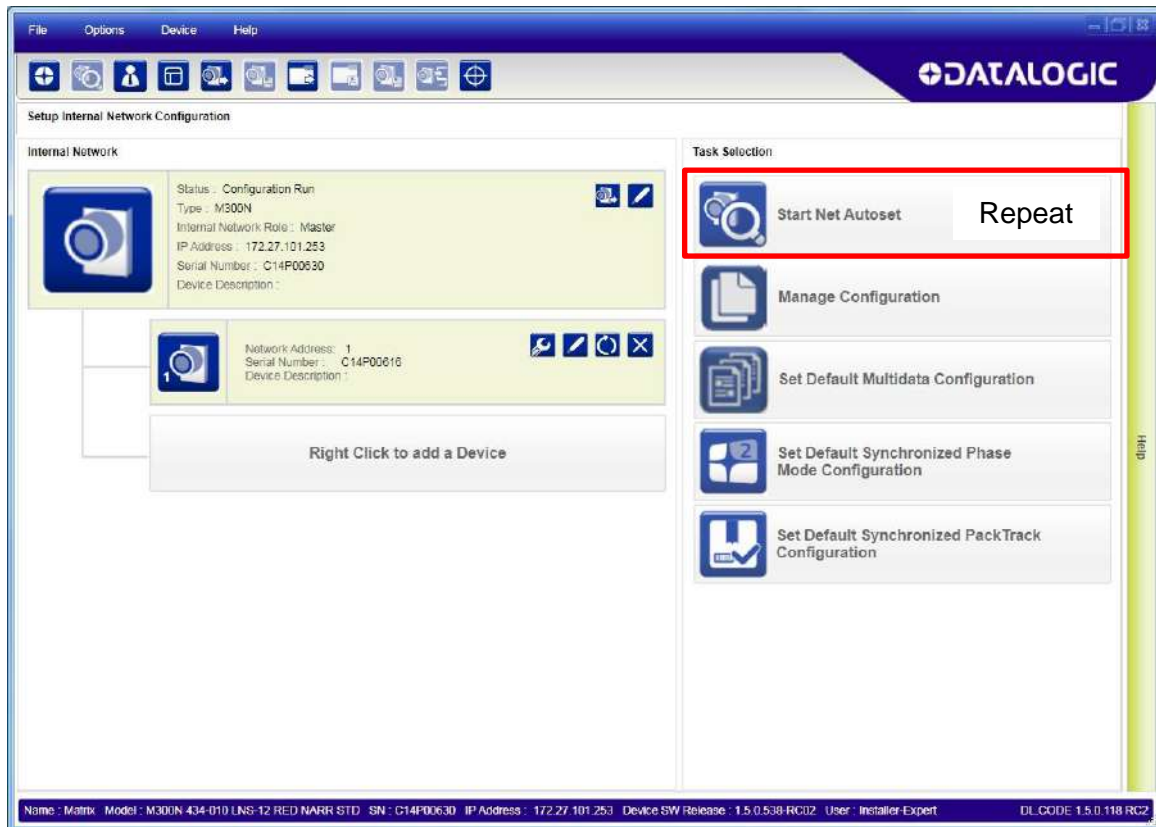 File Options Device Help
DATALOGIC
Setup Internal Network Configuration
Internal Network
Status : Configuration Run
Type : M300N
Internal Network Role : Master
IP Address : 172.27.101.253
Serial Number : C14P00630
Device Description :
1
Network Address: 1
Serial Number : C14P00616
Device Description :
Right Click to add a Device
Task Selection
Start Net Autoset
Repeat
Manage Configuration
Set Default Multidata Configuration
2
Set Default Synchronized Phase
Mode Configuration
Set Default Synchronized PackTrack
Configuration
Help
Name : Matrix Model : M300N 434-010 LNS-12 RED NARR STD SN : C14P00630 IP Address : 172.27.101.253 Device SW Release : 1.5.0.538-RC02 User : Installer-Expert DL.CODE 1.5.0.118 RC2